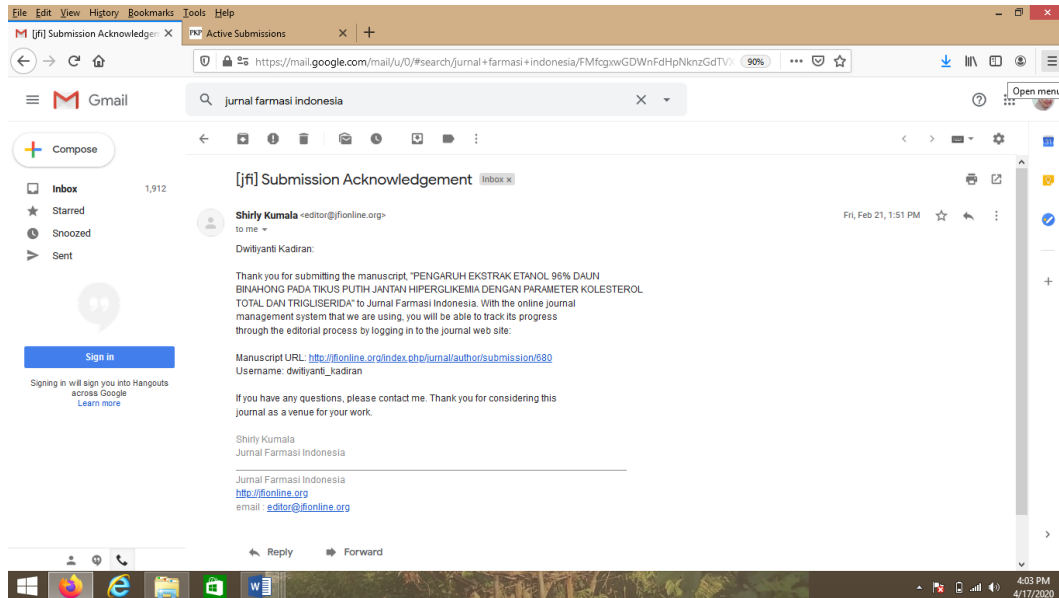 File Edit View History Bookmarks Tools Help
[jfi] Submission Acknowledgem
PKP Active Submissions
https://mail.google.com/mail/u/0/#search/jurnal+farmasi+indonesia/FMfcgxwGDWnFdHpNknzGdTVX 90%
Open menu
Gmail
jurnal farmasi indonesia
Compose
[jfi] Submission Acknowledgement Inbox x
Inbox 1,912
Starred
Snoozed
Sent
Shirly Kumala <editor@jfionline.org>
Fri, Feb 21, 1:51 PM
to me
Dwitiyanti Kadiran:
Thank you for submitting the manuscript, "PENGARUH EKSTRAK ETANOL 96% DAUN
BINAHONG PADA TIKUS PUTIH JANTAN HIPERGLIKEMIA DENGAN PARAMETER KOLESTEROL
TOTAL DAN TRIGLISERIDA" to Jurnal Farmasi Indonesia. With the online journal
management system that we are using, you will be able to track its progress
through the editorial process by logging in to the journal web site:
Manuscript URL: http://jfionline.org/index.php/jurnal/author/submission/680
Username: dwitiyanti_kadiran
If you have any questions, please contact me. Thank you for considering this
journal as a venue for your work.
Shirly Kumala
Jurnal Farmasi Indonesia
Jurnal Farmasi Indonesia
http://jfionline.org
email : editor@jfionline.org
Reply Forward
Sign in
Signing in will sign you into Hangouts
across Google
Learn more
31
4:03 PM
4/17/2020